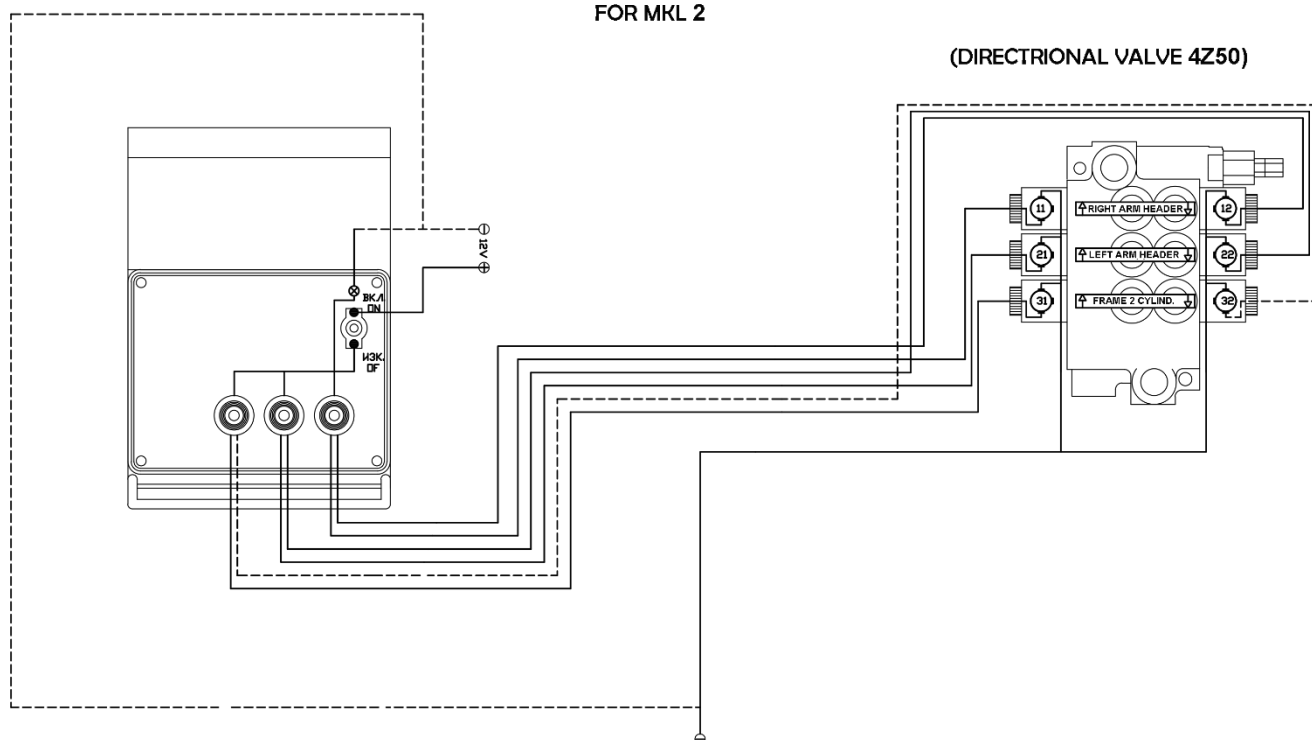 FOR MKL 2
(DIRECTRIONAL VALVE 4Z50)
11
RIGHT ARM HEADER
12
12V
21
LEFT ARM HEADER
22
31
FRAME 2 CYLIND.
32
ВКЛ
ON
ИЗК.
OF